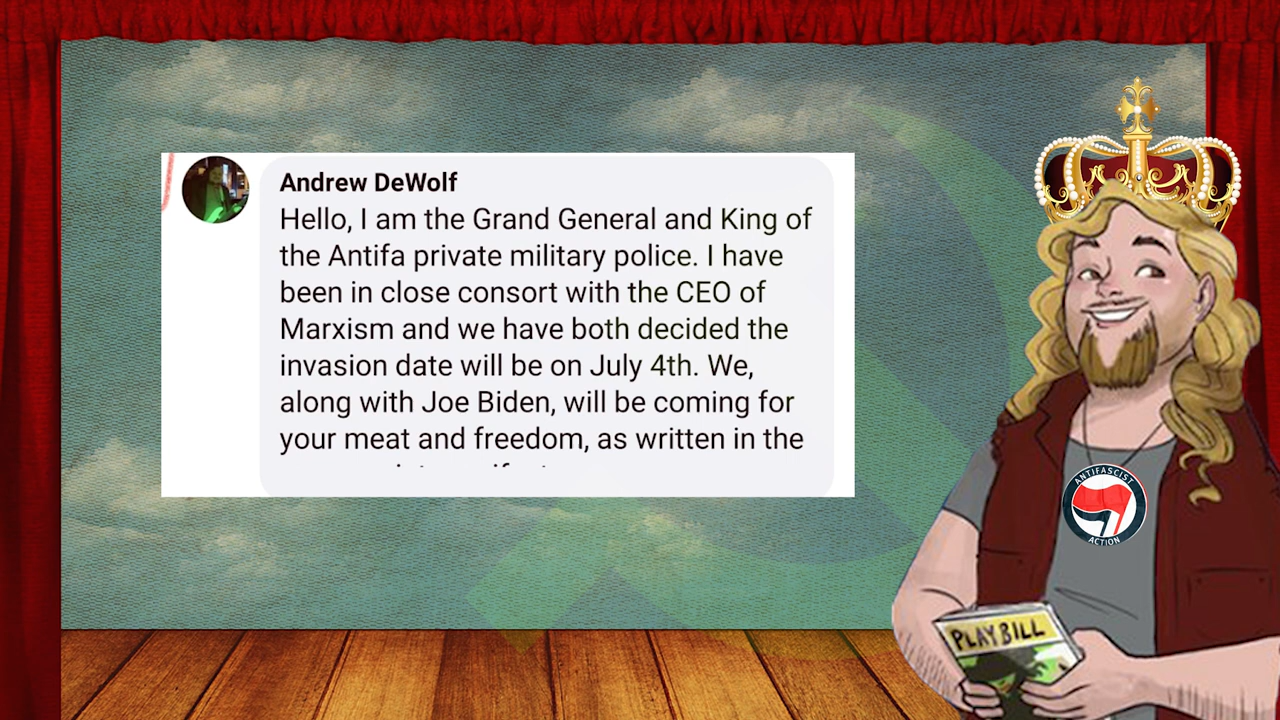 Andrew DeWolf
Hello, I am the Grand General and King of
the Antifa private military police. I have
been in close consort with the CEO of
Marxism and we have both decided the
invasion date will be on July 4th. We,
along with Joe Biden, will be coming for
your meat and freedom, as written in the
ANTIFASCIST
ACTION
PLAYBILL